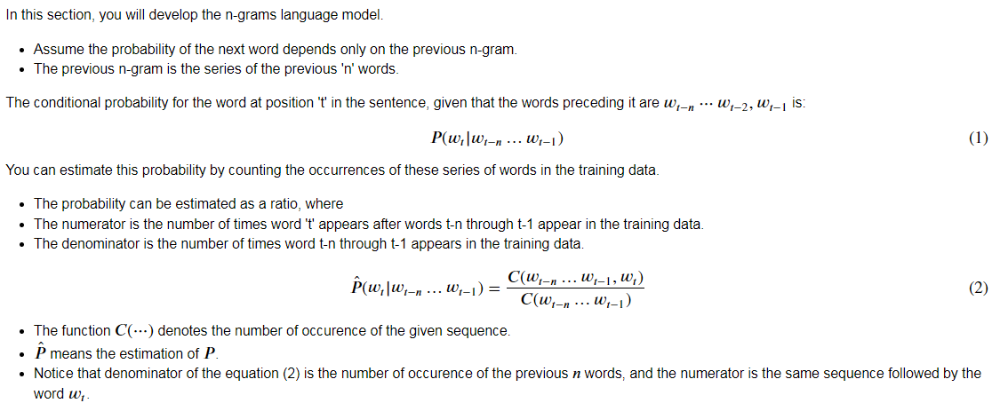 In this section, you will develop the n-grams language model.
• Assume the probability of the next word depends only on the previous n-gram.
• The previous n-gram is the series of the previous 'n' words.
The conditional probability for the word at position 't' in the sentence, given that the words preceding it are $w_{t-n} \cdots w_{t-2}, w_{t-1}$ is:
$P(w_t|w_{t-n} \ldots w_{t-1})$ (1)
You can estimate this probability by counting the occurrences of these series of words in the training data.
• The probability can be estimated as a ratio, where
• The numerator is the number of times word 't' appears after words t-n through t-1 appear in the training data.
• The denominator is the number of times word t-n through t-1 appears in the training data.
$\hat{P}(w_t|w_{t-n} \ldots w_{t-1}) = \frac{C(w_{t-n} \ldots w_{t-1}, w_t)}{C(w_{t-n} \ldots w_{t-1})}$ (2)
• The function $C(\cdots)$ denotes the number of occurence of the given sequence.
• $\hat{P}$ means the estimation of $P$.
• Notice that denominator of the equation (2) is the number of occurence of the previous $n$ words, and the numerator is the same sequence followed by the
word $w_t$.